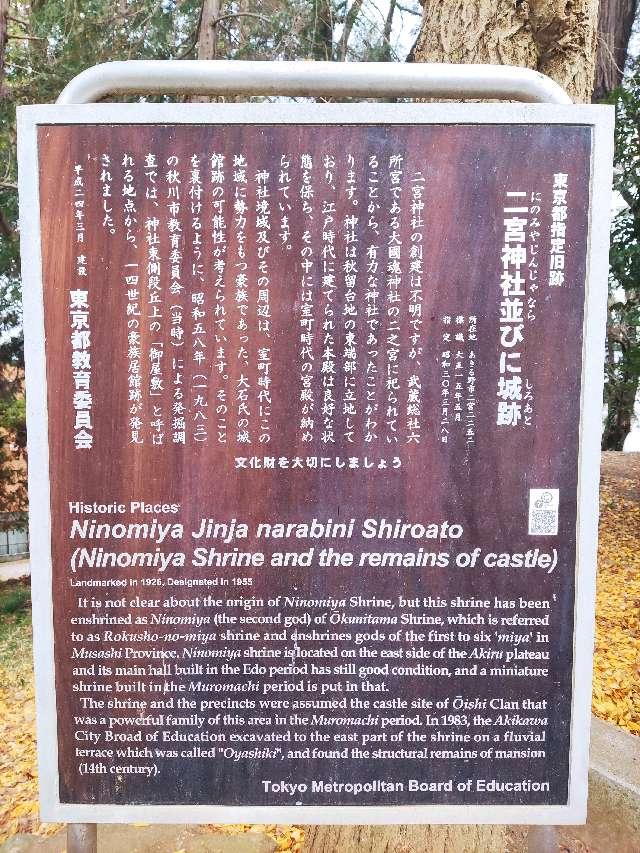 東京都指定旧跡
にのみやじんじゃなら
しろあと
二宮神社並びに城跡
所在地 あきる野市二宮二二五二
標識 大正一五年五月
指定 昭和三〇年三月二八日
二宮神社の創建は不明ですが、武蔵総社六
所宮である大國魂神社の二之宮に祀られてい
ることから、有力な神社であったことがわか
ります。神社は秋留台地の東端部に立地して
おり、江戸時代に建てられた本殿は良好な状
態を保ち、その中には室町時代の宮殿が納め
られています。
神社境域及びその周辺は、室町時代にこの
地域に勢力をもつ豪族であった、大石氏の城
館跡の可能性が考えられています。そのこと
を裏付けるように、昭和五八年(一九八三)
の秋川市教育委員会(当時)による発掘調
査では、神社東側段丘上の「御屋敷」と呼ば
れる地点から、一四世紀の豪族居館跡が発見
されました。
平成二四年三月 建設
東京都教育委員会
文化財を大切にしましょう
Historic Places
Ninomiya Jinja narabini Shiroato
(Ninomiya Shrine and the remains of castle)
Landmarked in 1926, Designated in 1955
It is not clear about the origin of Ninomiya Shrine, but this shrine has been
enshrined as Ninomiya (the second god) of Ōkunitama Shrine, which is referred
to as Rokusho-no-miya shrine and enshrines gods of the first to six 'miya' in
Musashi Province. Ninomiya shrine is located on the east side of the Akiru plateau
and its main hall built in the Edo period has still good condition, and a miniature
shrine built in the Muromachi period is put in that.
The shrine and the precincts were assumed the castle site of Ōishi Clan that
was a powerful family of this area in the Muromachi period. In 1983, the Akikawa
City Broad of Education excavated to the east part of the shrine on a fluvial
terrace which was called "Oyashiki", and found the structural remains of mansion
(14th century).
Tokyo Metropolitan Board of Education